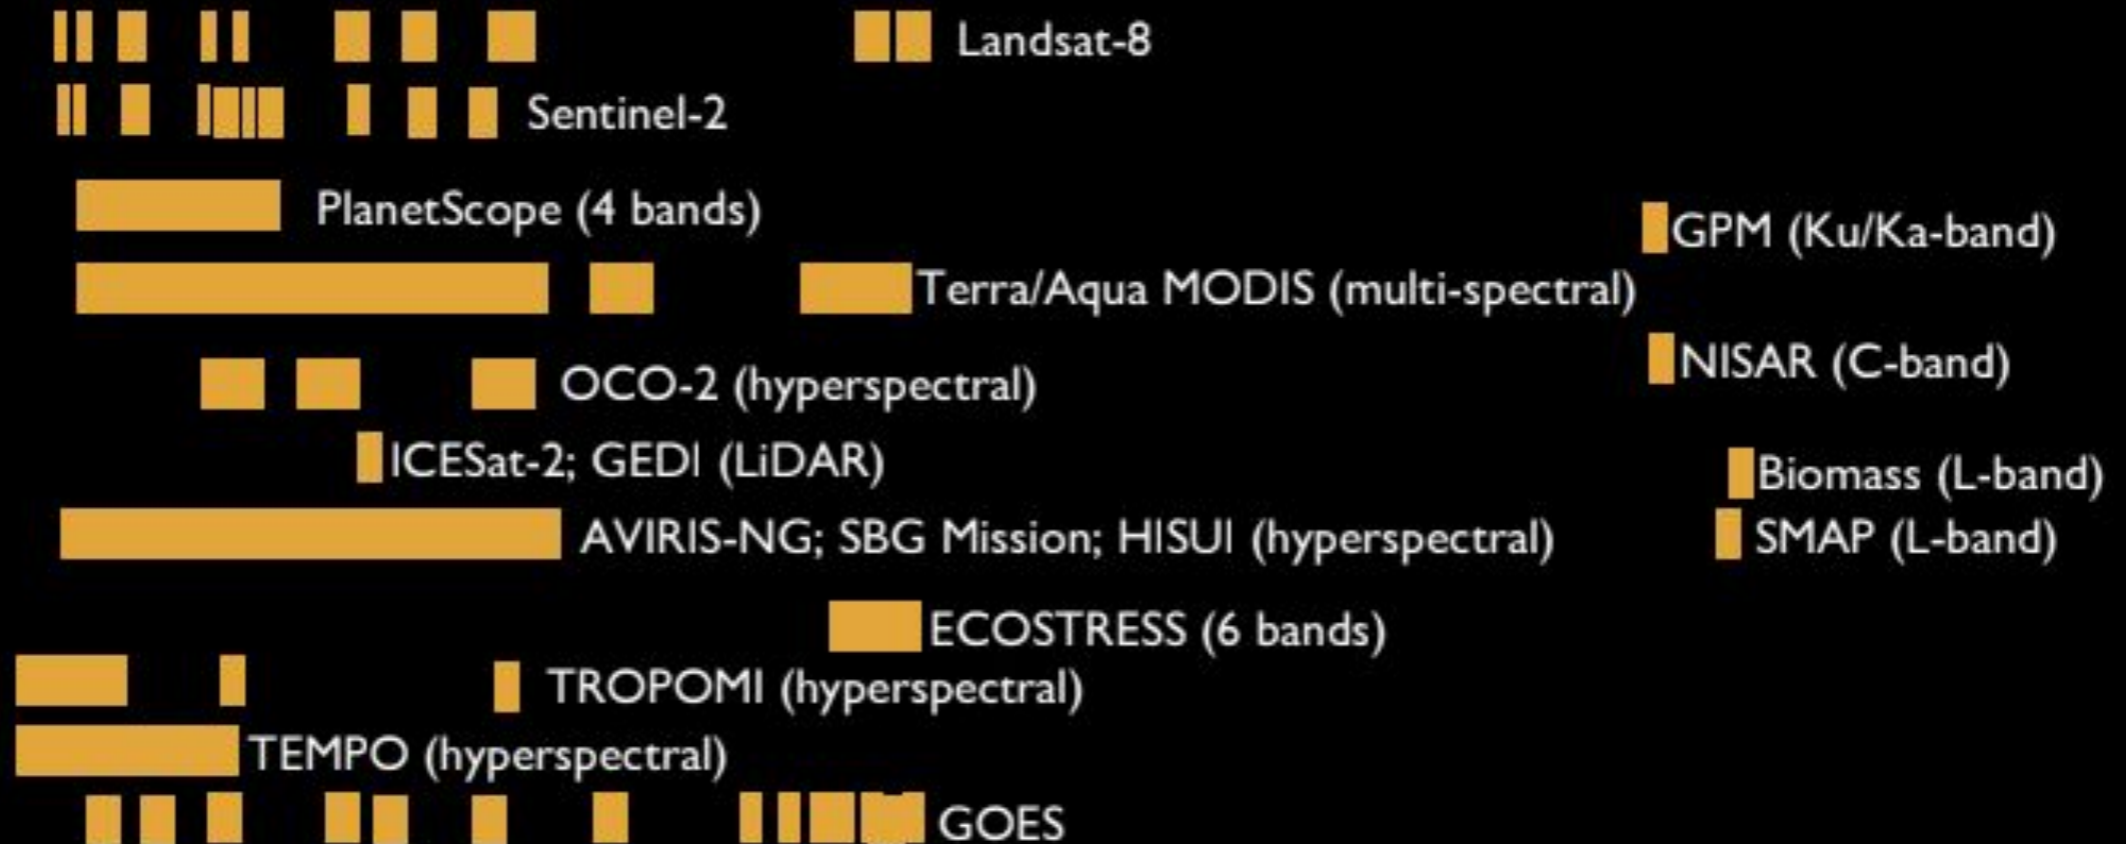 Landsat-8
Sentinel-2
PlanetScope (4 bands)
GPM (Ku/Ka-band)
Terra/Aqua MODIS (multi-spectral)
NISAR (C-band)
OCO-2 (hyperspectral)
ICESat-2; GEDI (LiDAR)
Biomass (L-band)
AVIRIS-NG; SBG Mission; HISUI (hyperspectral)
SMAP (L-band)
ECOSTRESS (6 bands)
TROPOMI (hyperspectral)
TEMPO (hyperspectral)
GOES